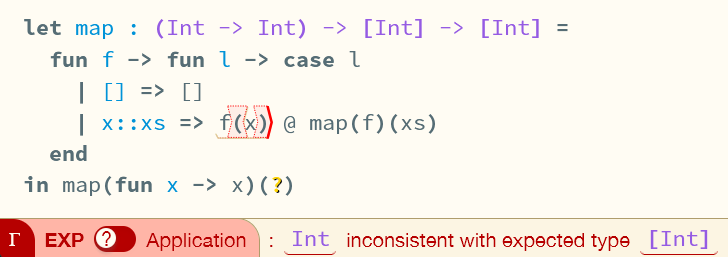 let map : (Int -> Int) -> [Int] -> [Int] =
fun f -> fun l -> case l
| [] => []
| x::xs => f(x) @ map(f)(xs)
end
in map(fun x -> x)(?)
Γ EXP ? Application : Int inconsistent with expected type [Int]